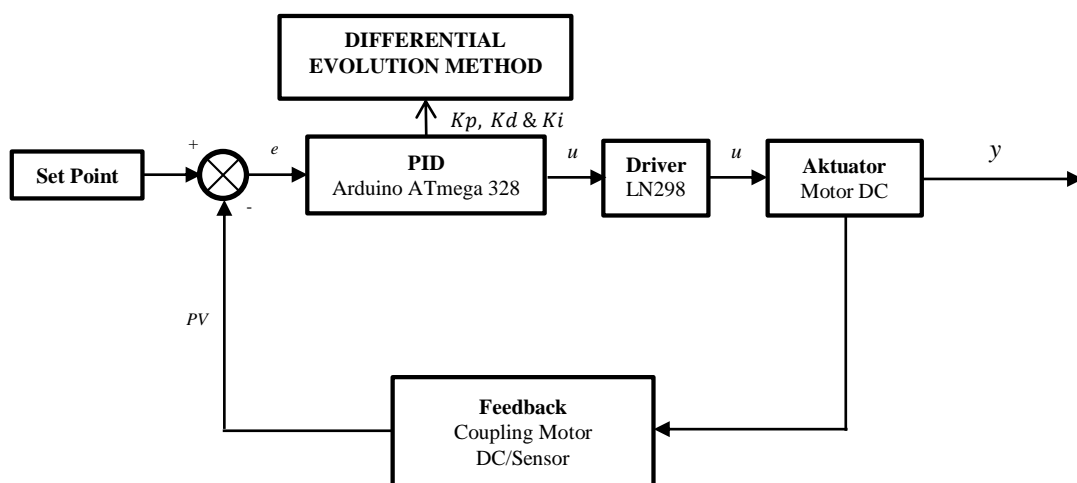 DIFFERENTIAL
EVOLUTION METHOD
Kp, Kd & Ki
+
e
PID
Arduino ATmega 328
u
Driver
LN298
u
Aktuator
Motor DC
y
Set Point
-
PV
Feedback
Coupling Motor
DC/Sensor